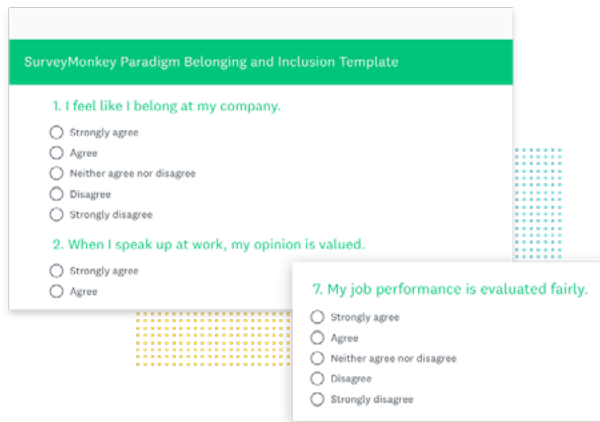 SurveyMonkey Paradigm Belonging and Inclusion Template
1. I feel like I belong at my company.
Strongly agree
Agree
Neither agree nor disagree
Disagree
Strongly disagree
2. When I speak up at work, my opinion is valued.
Strongly agree
Agree
7. My job performance is evaluated fairly.
Strongly agree
Agree
Neither agree nor disagree
Disagree
Strongly disagree